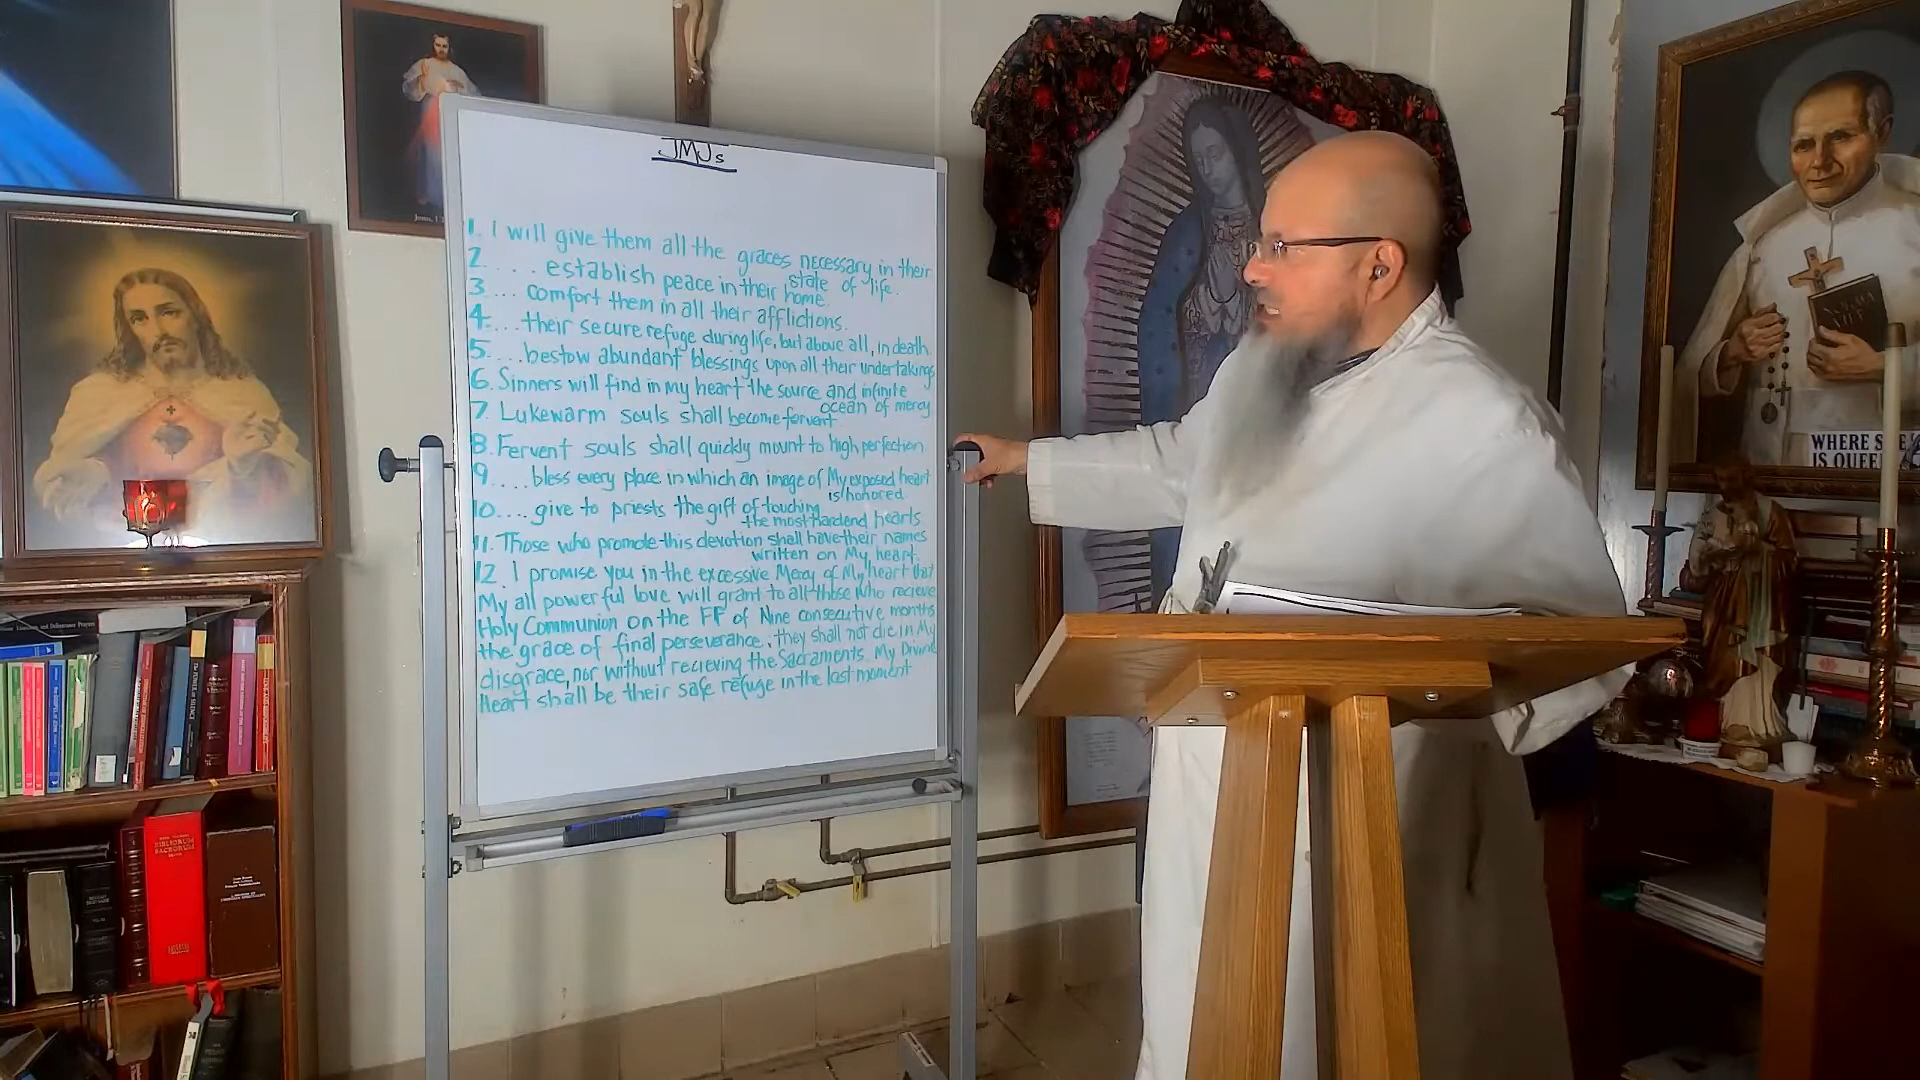 JMJs
1. I will give them all the graces necessary in their
state of life.
2.... establish peace in their home.
3.... comfort them in all their afflictions.
4.... their secure refuge during life, but above all, in death.
5.... bestow abundant blessings upon all their undertakings
6. Sinners will find in my heart the source and infinite
ocean of mercy
7. Lukewarm souls shall become fervent
8. Fervent souls shall quickly mount to high perfection
9.... bless every place in which an image of My exposed heart
is honored.
10.... give to priests the gift of touching
the most hardend hearts
11. Those who promote this devotion shall have their names
written on My heart.
12. I promise you in the excessive Mercy of My heart that
My all powerful love will grant to all those who recieve
Holy Communion on the FF of Nine consecutive months
the grace of final perseverance; they shall not die in My
disgrace, nor without recieving the Sacraments. My Divine
Heart shall be their safe refuge in the last moment
Jesus, I
WHERE SHE
IS QUEEN
BIBLIORUM
SACRORUM